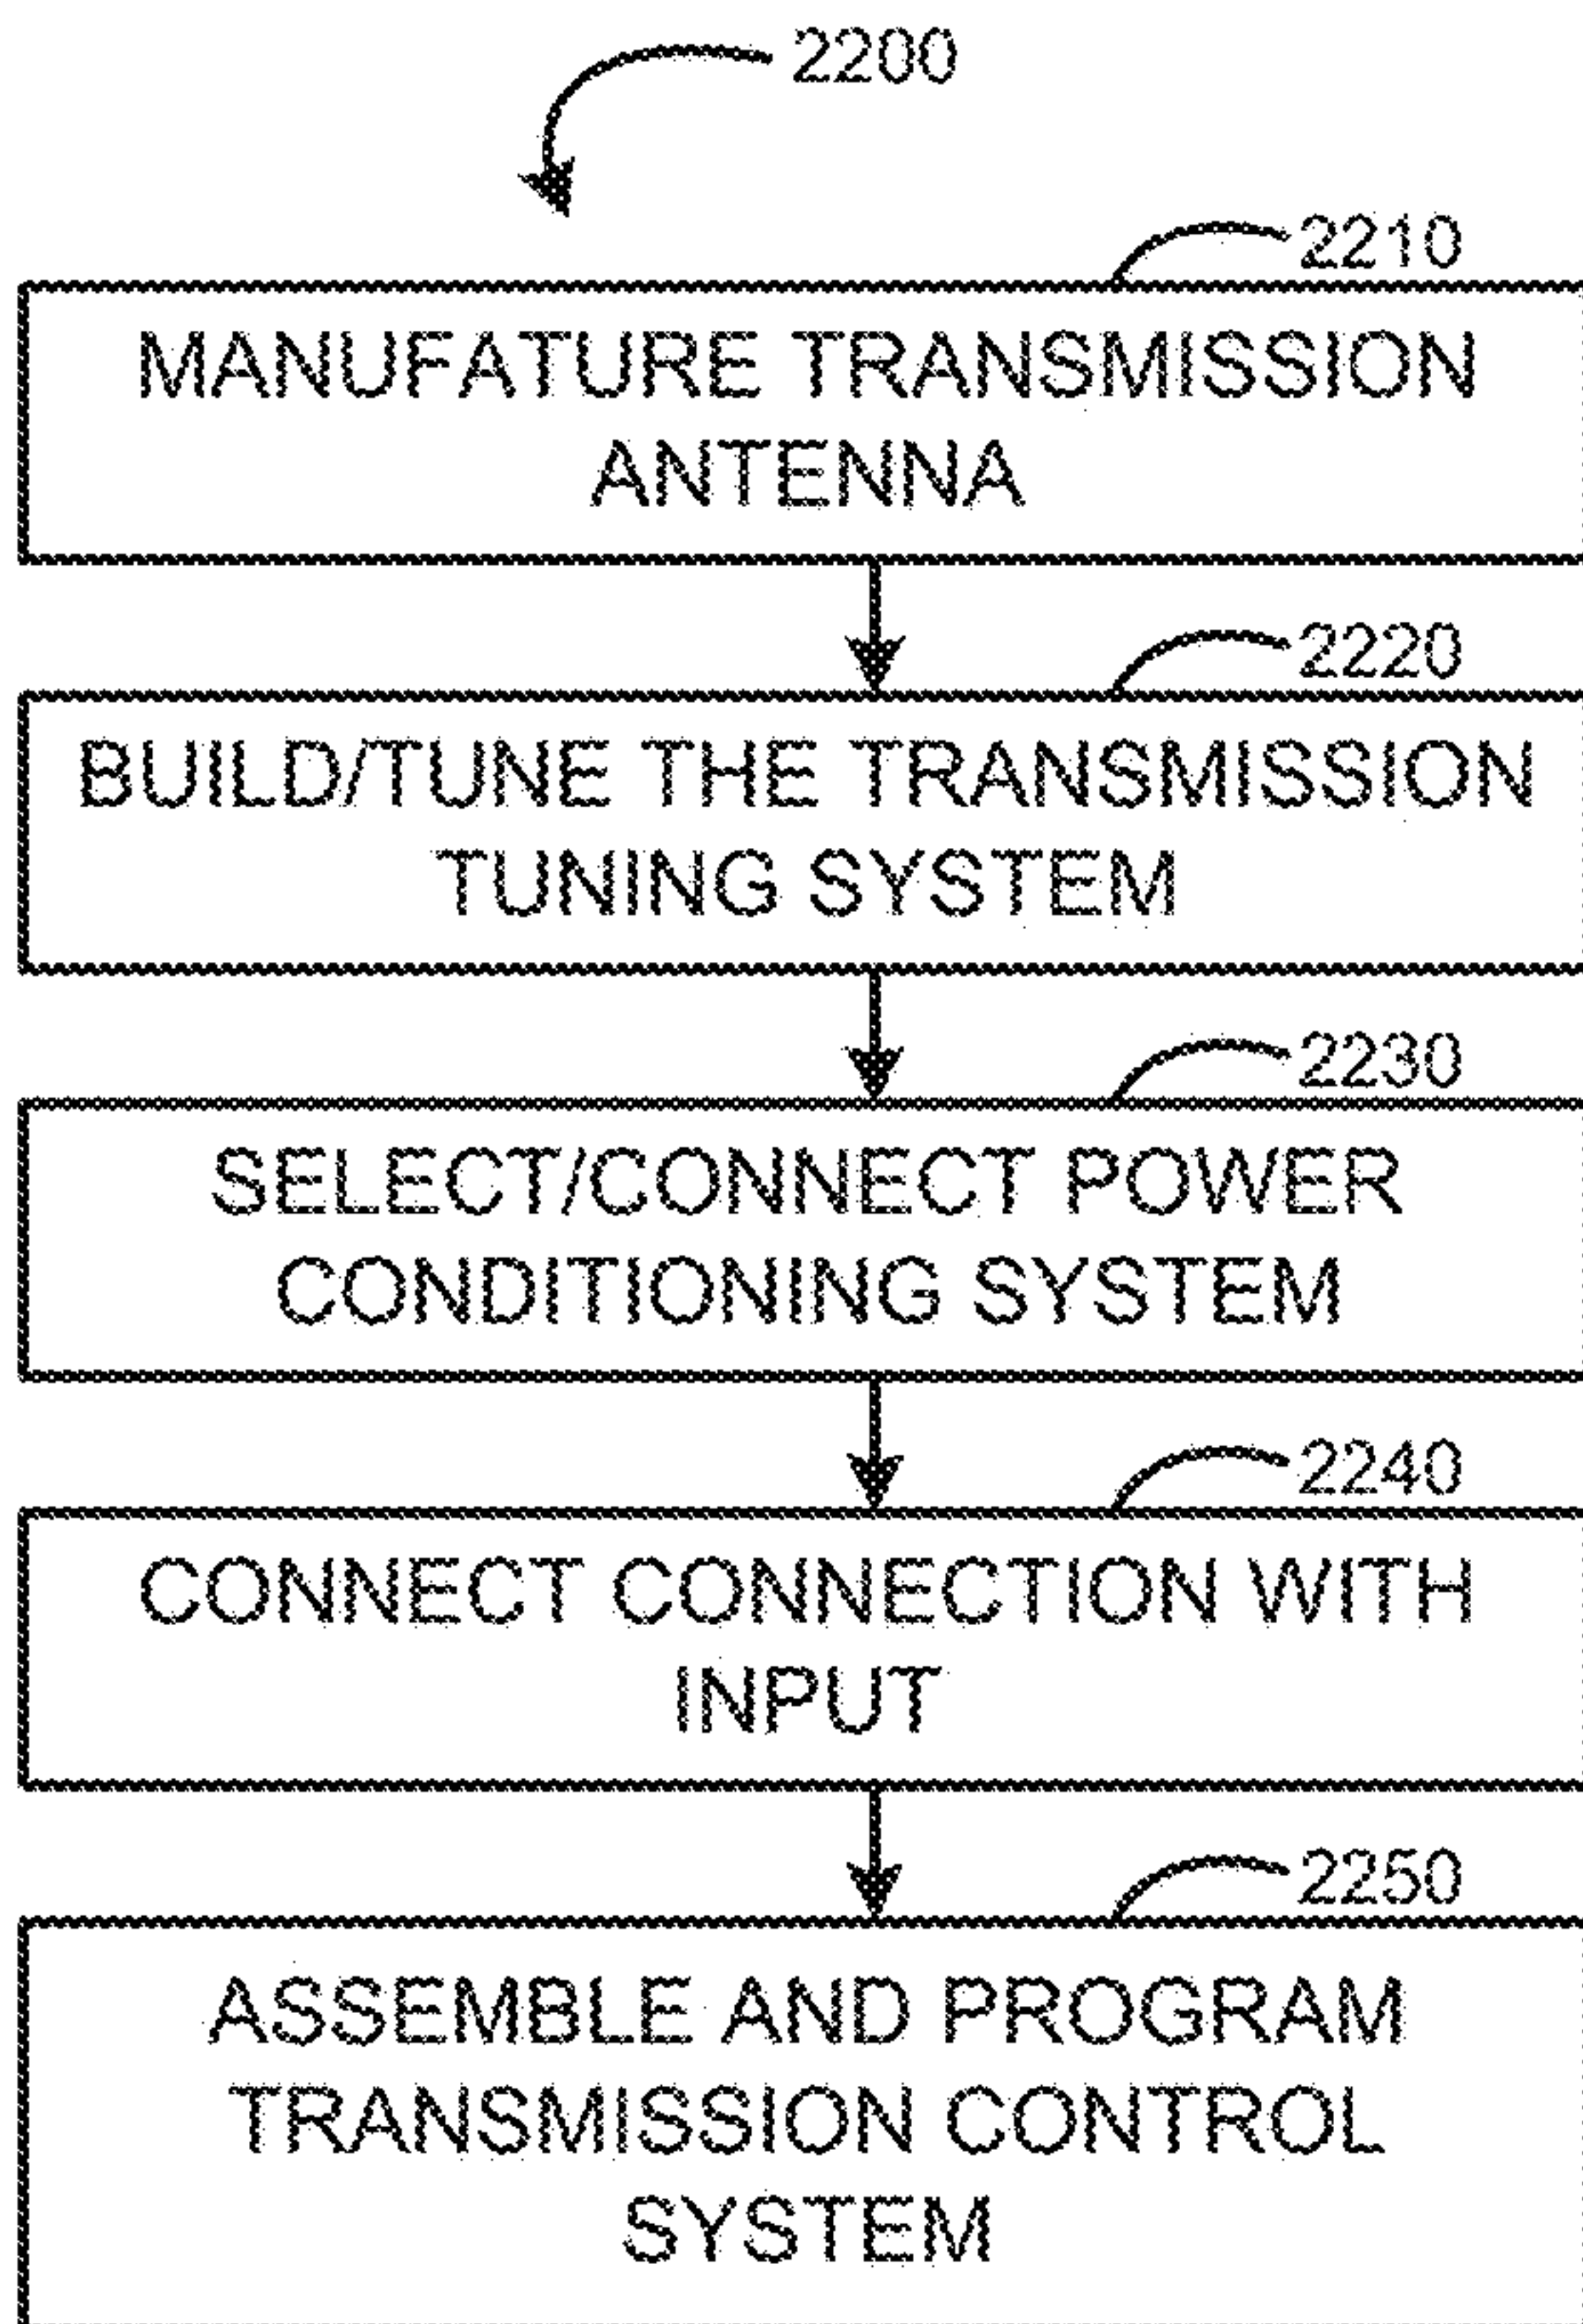 2200
2210
MANUFATURE TRANSMISSION
ANTENNA
2220
BUILD/TUNE THE TRANSMISSION
TUNING SYSTEM
2230
SELECT/CONNECT POWER
CONDITIONING SYSTEM
2240
CONNECT CONNECTION WITH
INPUT
2250
ASSEMBLE AND PROGRAM
TRANSMISSION CONTROL
SYSTEM